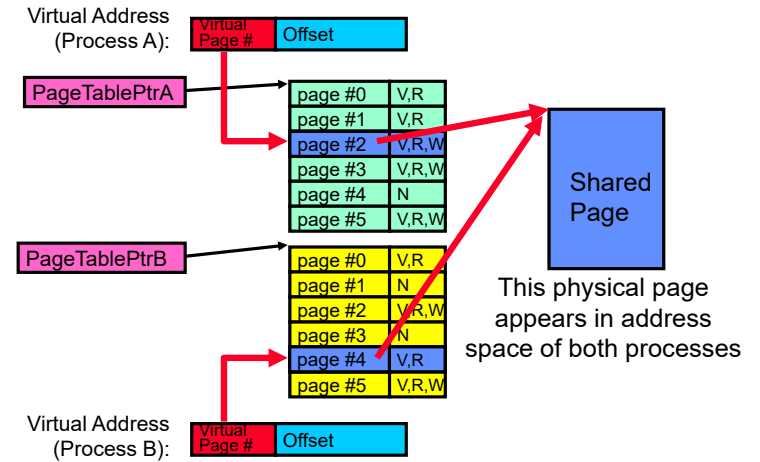 Virtual Address
(Process A):
Virtual
Page #
Offset
PageTablePtrA
page #0 V,R
page #1 V,R
page #2 V,R,W
page #3 V,R,W
page #4 N
page #5 V,R,W
Shared
Page
PageTablePtrB
page #0 V,R
page #1 N
page #2 V,R,W
page #3 N
page #4 V,R
page #5 V,R,W
This physical page
appears in address
space of both processes
Virtual Address
(Process B):
Virtual
Page #
Offset